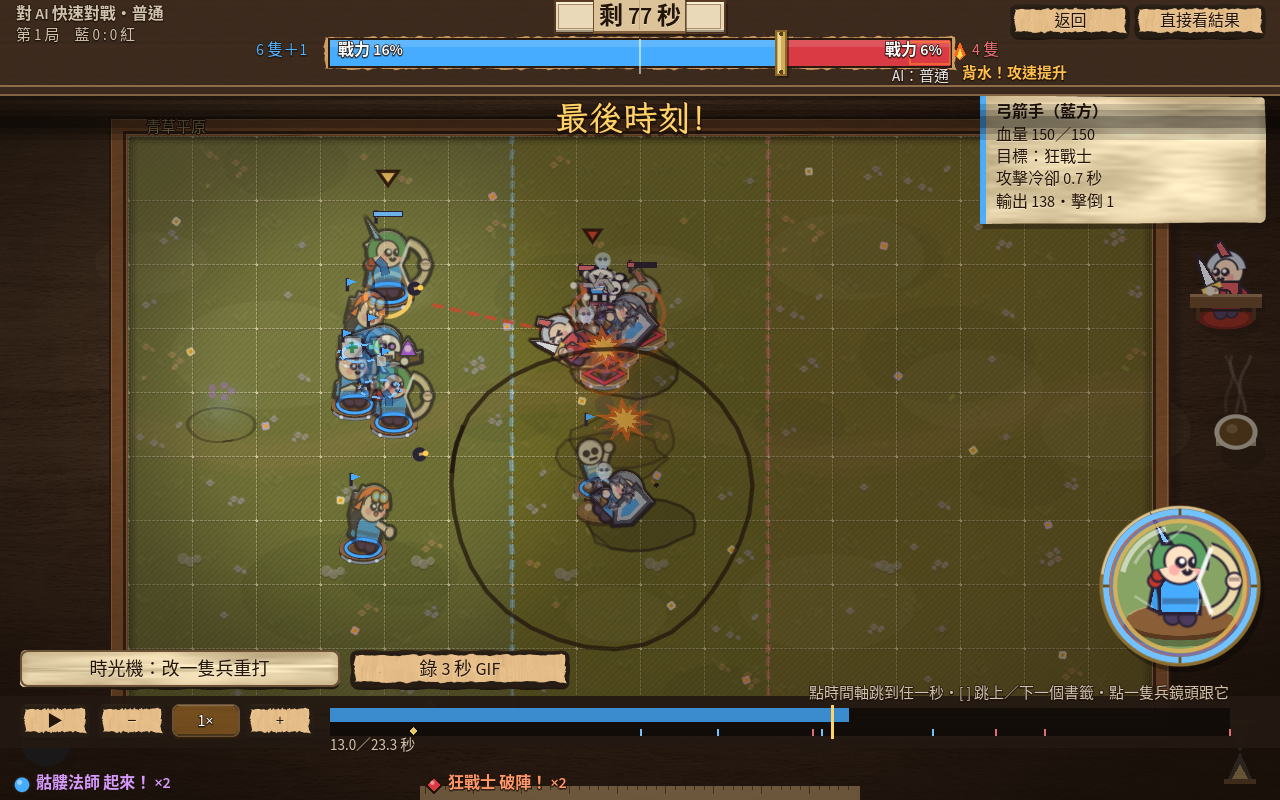 對 AI 快速對戰・普通
第 1 局　藍 0 : 0 紅
剩 77 秒
返回
直接看結果
6 隻＋1
戰力 16%
戰力 6%
4 隻
AI：普通
背水！攻速提升
青草平原
最後時刻！
弓箭手（藍方）
血量 150／150
目標：狂戰士
攻擊冷卻 0.7 秒
輸出 138・擊倒 1
時光機：改一隻兵重打
錄 3 秒 GIF
點時間軸跳到任一秒・[ ] 跳上／下一個書籤・點一隻兵鏡頭跟它
−
1×
+
13.0／23.3 秒
骷髏法師 起來！ ×2
狂戰士 破陣！ ×2